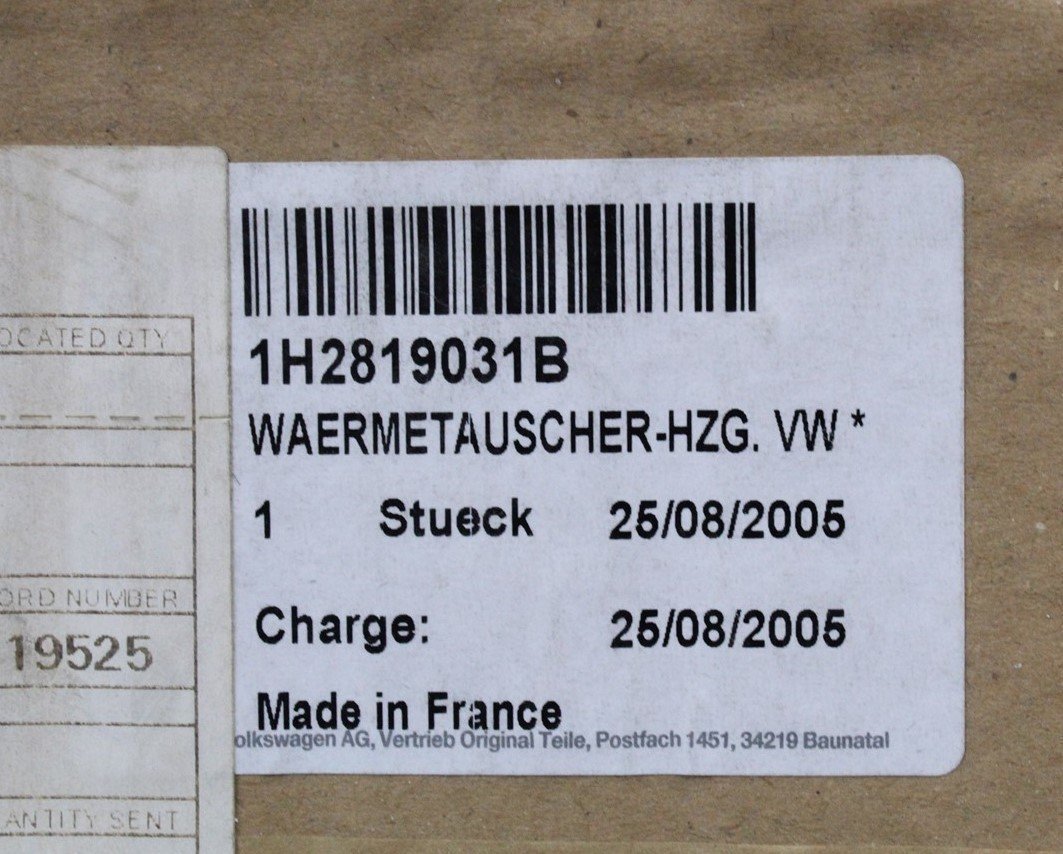 OCATED QTY
ORD NUMBER
19525
ANTITY SENT
1H2819031B
WAERMETAUSCHER-HZG. VW *
1 Stueck 25/08/2005
Charge: 25/08/2005
Made in France
olkswagen AG, Vertrieb Original Teile, Postfach 1451, 34219 Baunatal